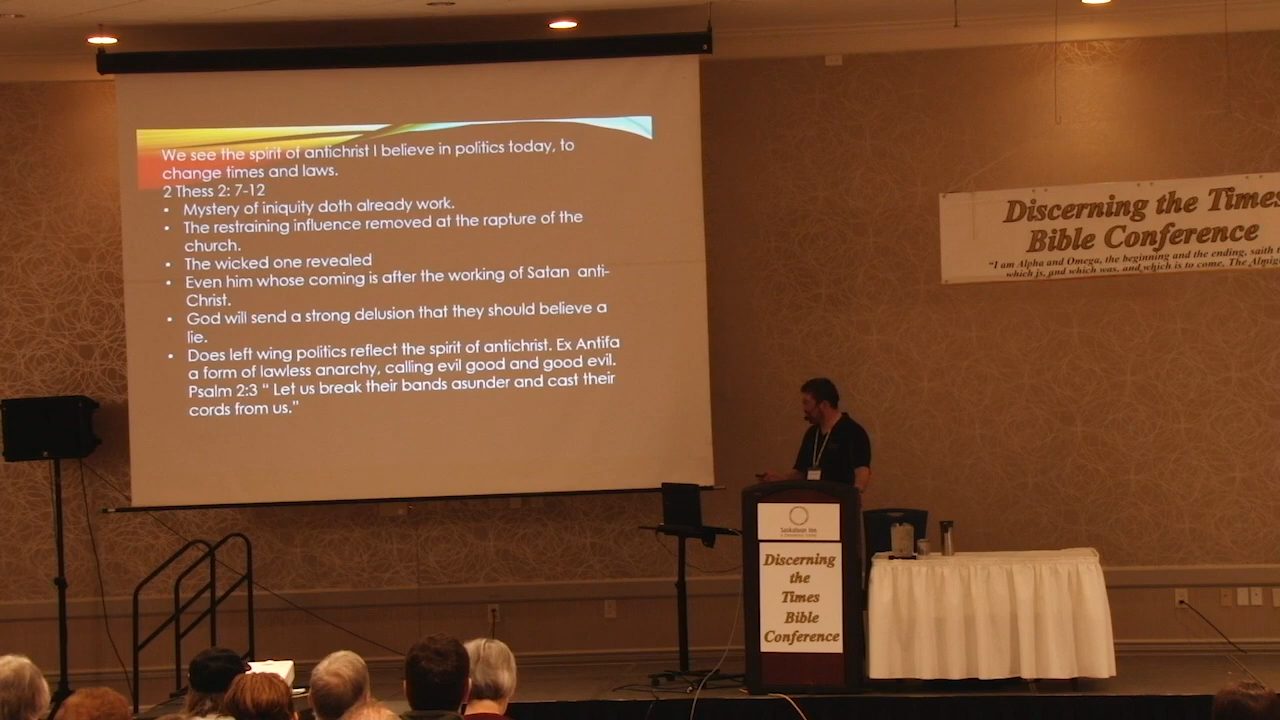 We see the spirit of antichrist I believe in politics today, to
change times and laws.
2 Thess 2: 7-12
• Mystery of iniquity doth already work.
• The restraining influence removed at the rapture of the
church.
• The wicked one revealed
• Even him whose coming is after the working of Satan anti-
Christ.
• God will send a strong delusion that they should believe a
lie.
• Does left wing politics reflect the spirit of antichrist. Ex Antifa
a form of lawless anarchy, calling evil good and good evil.
Psalm 2:3 “ Let us break their bands asunder and cast their
cords from us.”
Discerning the Times
Bible Conference
“I am Alpha and Omega, the beginning and the ending, saith t
which is, and which was, and which is to come, The Almig
Saskatoon Inn
Discerning
the
Times
Bible
Conference